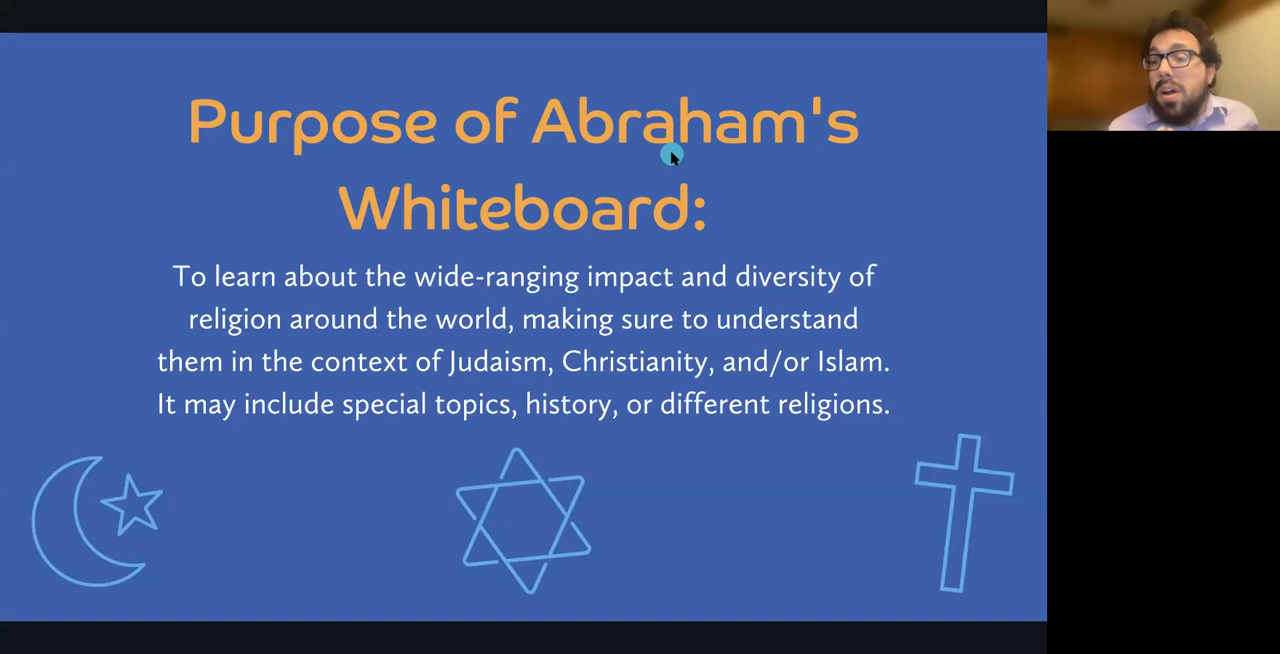 Purpose of Abraham's
Whiteboard:
To learn about the wide-ranging impact and diversity of
religion around the world, making sure to understand
them in the context of Judaism, Christianity, and/or Islam.
It may include special topics, history, or different religions.